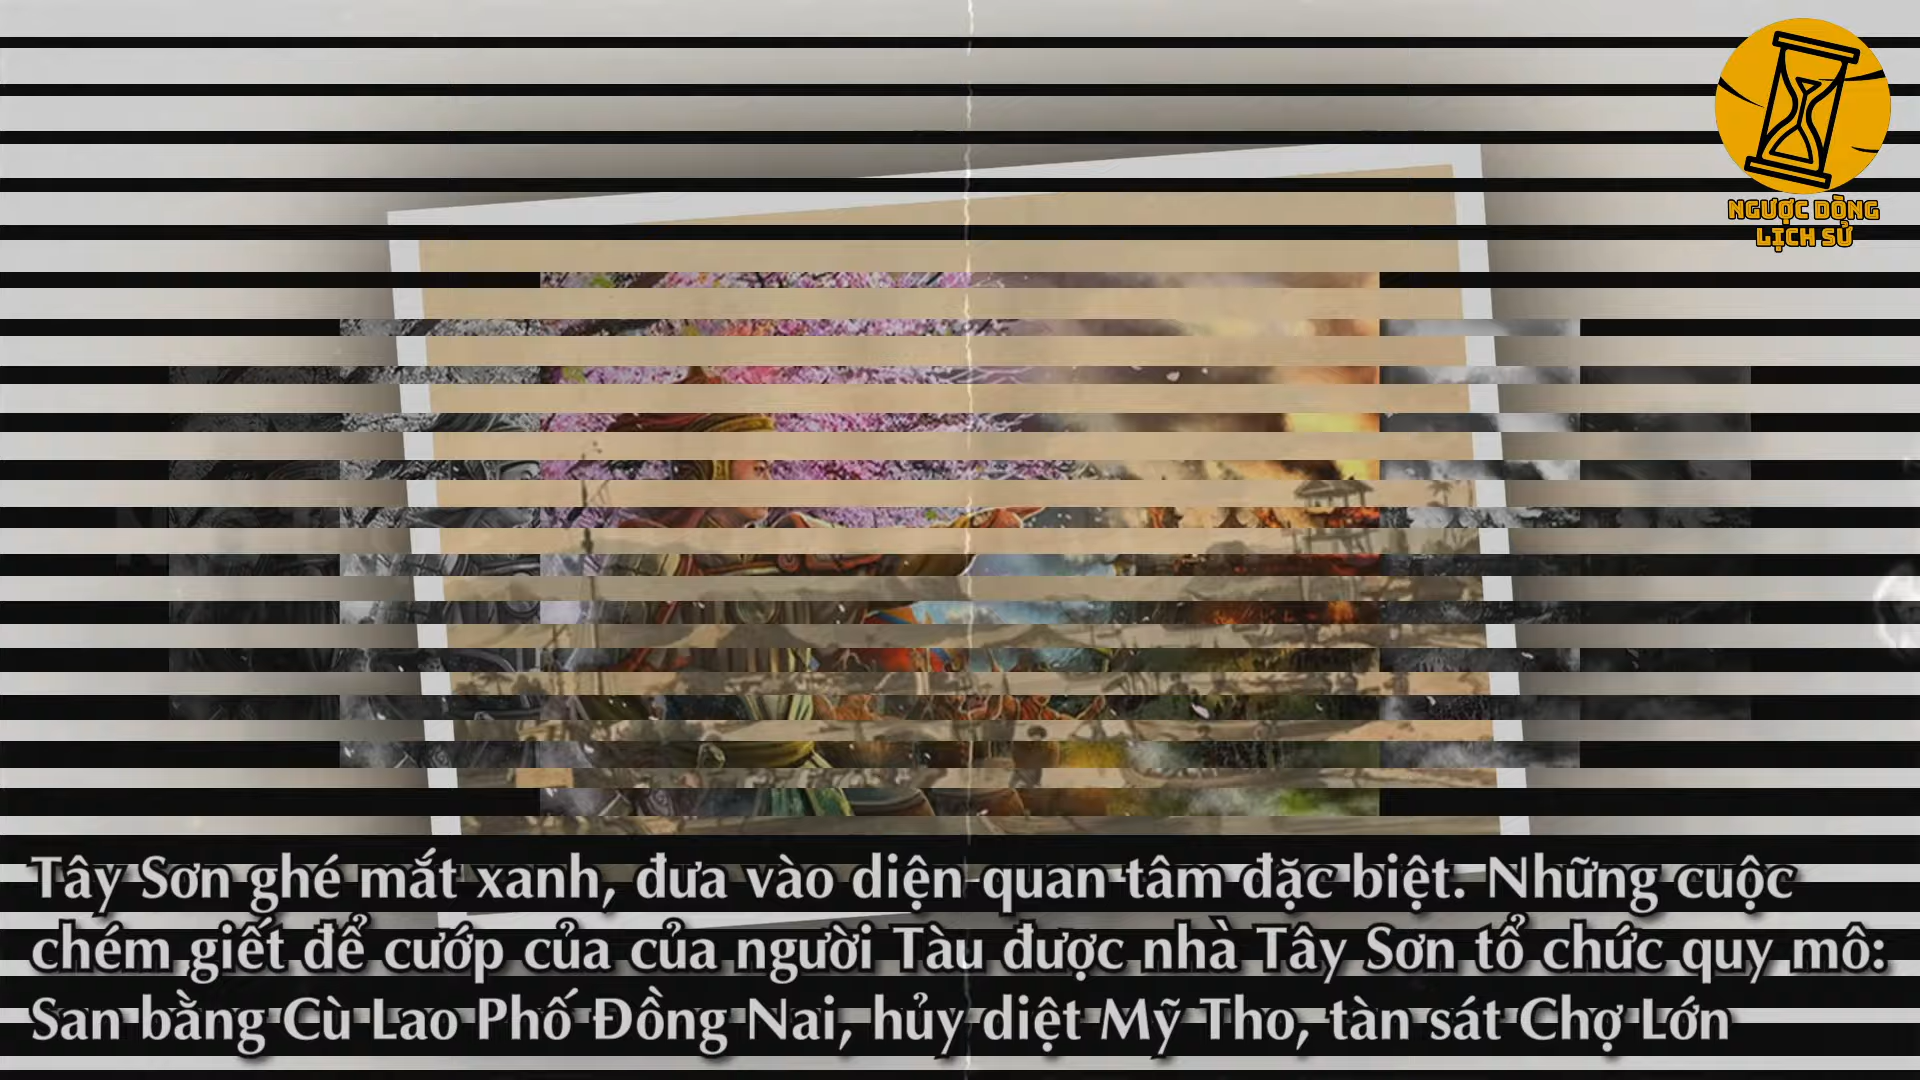 NGƯỢC DÒNG
LỊCH SỬ
Tây Sơn ghé mắt xanh, đưa vào diện quan tâm đặc biệt. Những cuộc
chém giết để cướp của của người Tàu được nhà Tây Sơn tổ chức quy mô:
San bằng Cù Lao Phố Đồng Nai, hủy diệt Mỹ Tho, tàn sát Chợ Lớn